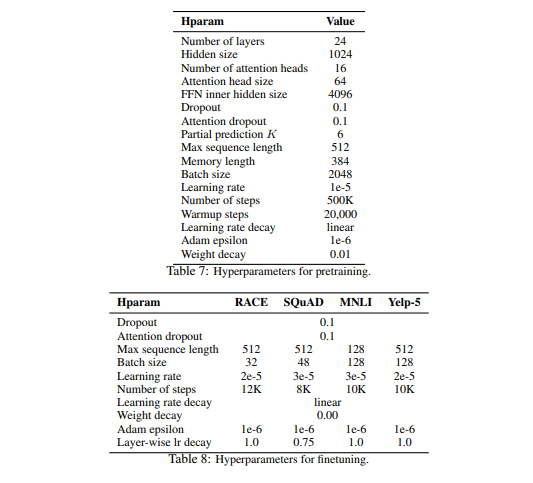 Hparam Value
Number of layers 24
Hidden size 1024
Number of attention heads 16
Attention head size 64
FFN inner hidden size 4096
Dropout 0.1
Attention dropout 0.1
Partial prediction K 6
Max sequence length 512
Memory length 384
Batch size 2048
Learning rate 1e-5
Number of steps 500K
Warmup steps 20,000
Learning rate decay linear
Adam epsilon 1e-6
Weight decay 0.01
Table 7: Hyperparameters for pretraining.
Hparam RACE SQuAD MNLI Yelp-5
Dropout 0.1
Attention dropout 0.1
Max sequence length 512 512 128 512
Batch size 32 48 128 128
Learning rate 2e-5 3e-5 3e-5 2e-5
Number of steps 12K 8K 10K 10K
Learning rate decay linear
Weight decay 0.00
Adam epsilon 1e-6 1e-6 1e-6 1e-6
Layer-wise lr decay 1.0 0.75 1.0 1.0
Table 8: Hyperparameters for finetuning.